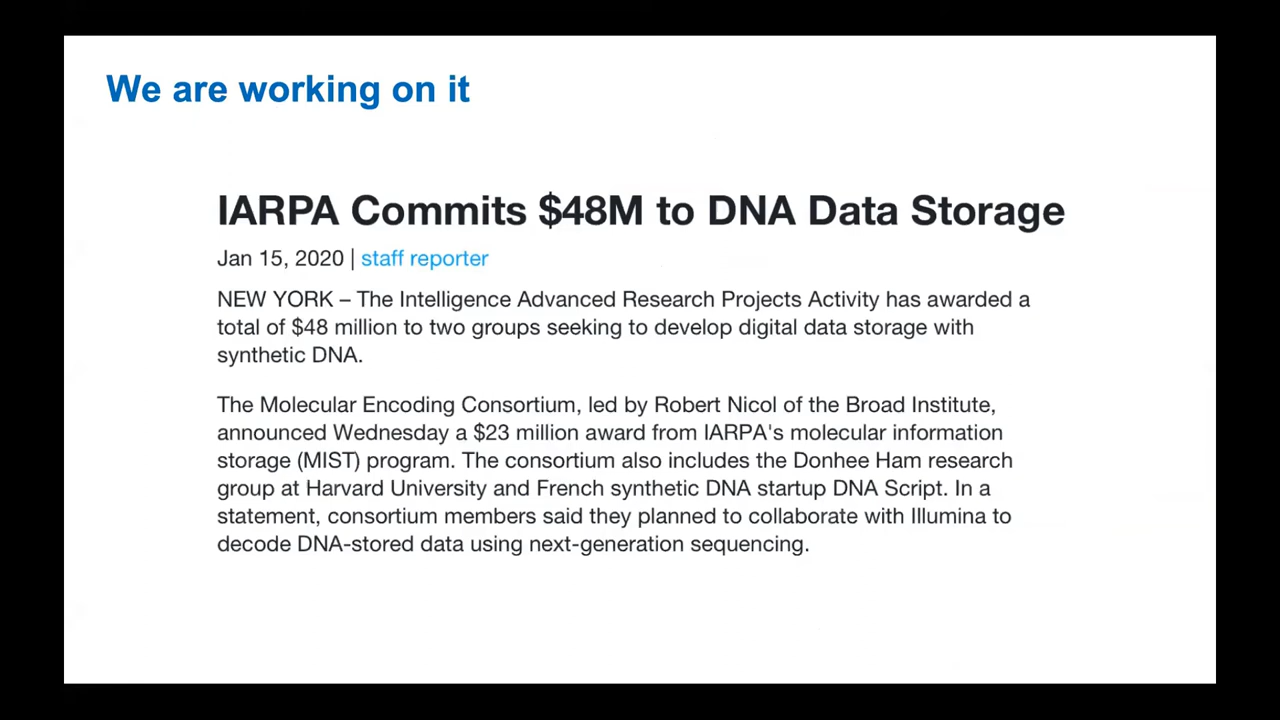 We are working on it
IARPA Commits $48M to DNA Data Storage
Jan 15, 2020 | staff reporter
NEW YORK – The Intelligence Advanced Research Projects Activity has awarded a
total of $48 million to two groups seeking to develop digital data storage with
synthetic DNA.
The Molecular Encoding Consortium, led by Robert Nicol of the Broad Institute,
announced Wednesday a $23 million award from IARPA's molecular information
storage (MIST) program. The consortium also includes the Donhee Ham research
group at Harvard University and French synthetic DNA startup DNA Script. In a
statement, consortium members said they planned to collaborate with Illumina to
decode DNA-stored data using next-generation sequencing.